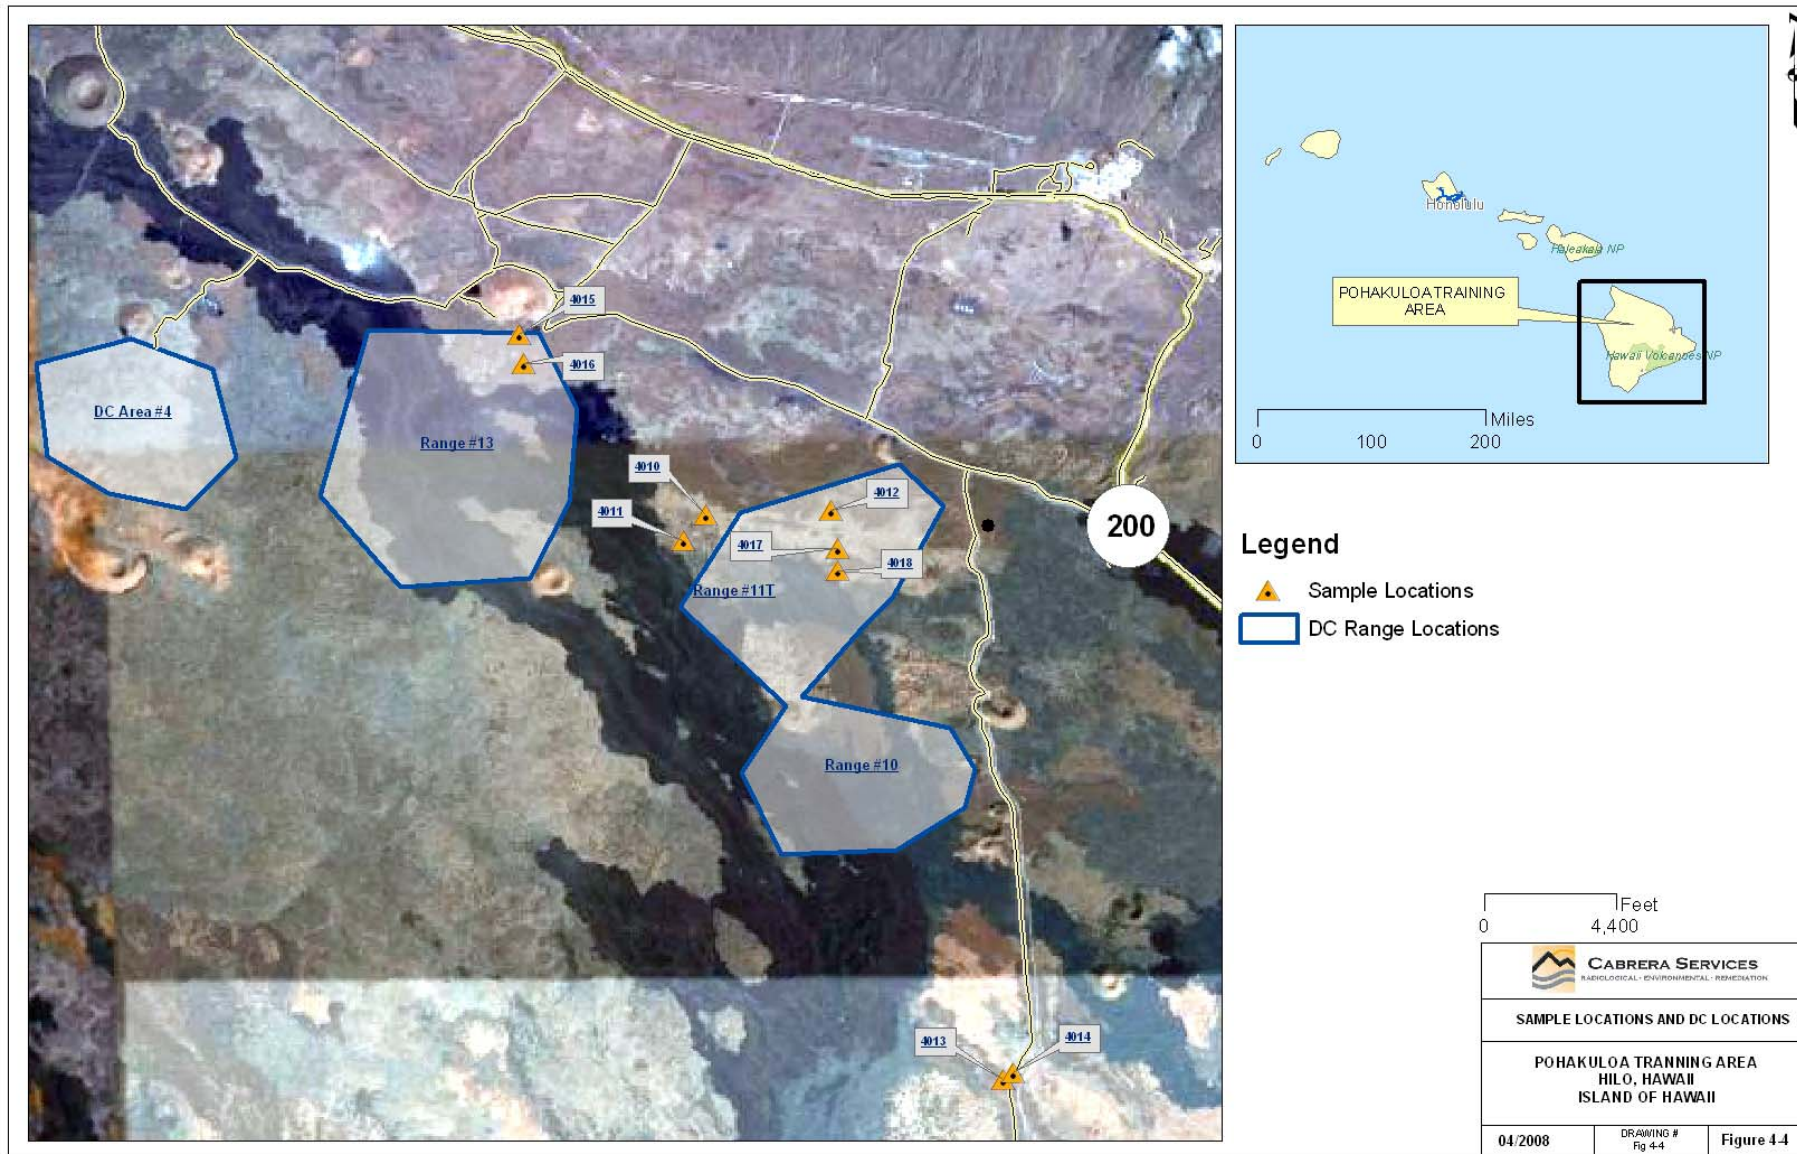 4015
4016
DC Area #4
Range #13
4010
4011
4012
4017
4018
Range #11T
Range #10
200
4013
4014
Honolulu
Haleakala NP
POHAKULOA TRAINING
AREA
Hawaii Volcanoes NP
Miles
0 100 200
Legend
Sample Locations
DC Range Locations
Feet
0 4,400
CABRERA SERVICES
RADIOLOGICAL · ENVIRONMENTAL · REMEDIATION
SAMPLE LOCATIONS AND DC LOCATIONS
POHAKULOA TRANNING AREA
HILO, HAWAII
ISLAND OF HAWAII
04/2008
DRAWING #
Fig 4-4
Figure 4-4